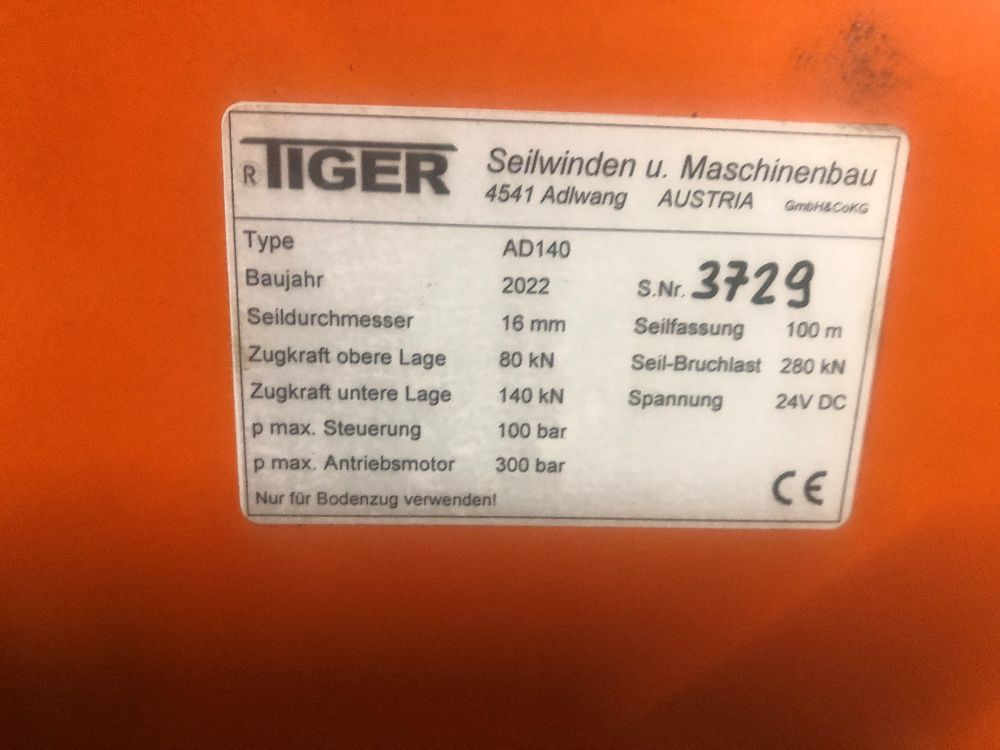 R TIGER Seilwinden u. Maschinenbau
4541 Adlwang AUSTRIA GmbH&CoKG
Type AD140
Baujahr 2022 S.Nr. 3729
Seildurchmesser 16 mm Seilfassung 100 m
Zugkraft obere Lage 80 kN Seil-Bruchlast 280 kN
Zugkraft untere Lage 140 kN Spannung 24V DC
p max. Steuerung 100 bar
p max. Antriebsmotor 300 bar
Nur für Bodenzug verwenden! CE